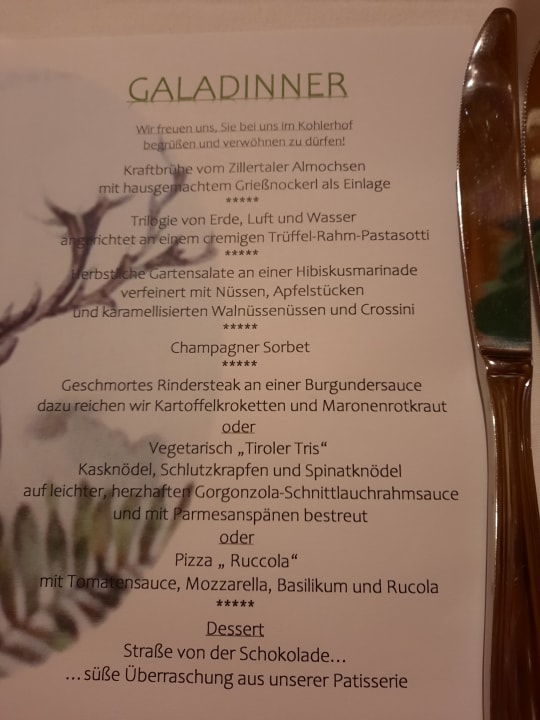 GALADINNER
Wir freuen uns, Sie bei uns im Kohlerhof
begrüßen und verwöhnen zu dürfen!
Kraftbrühe vom Zillertaler Almochsen
mit hausgemachtem Grießnockerl als Einlage
*****
Trilogie von Erde, Luft und Wasser
angerichtet an einem cremigen Trüffel-Rahm-Pastasotti
*****
Herbstliche Gartensalate an einer Hibiskusmarinade
verfeinert mit Nüssen, Apfelstücken
und karamellisierten Walnüssenüssen und Crossini
*****
Champagner Sorbet
*****
Geschmortes Rindersteak an einer Burgundersauce
dazu reichen wir Kartoffelkroketten und Maronenrotkraut
oder
Vegetarisch „Tiroler Tris“
Kasknödel, Schlutzkrapfen und Spinatknödel
auf leichter, herzhaften Gorgonzola-Schnittlauchrahmsauce
und mit Parmesanspänen bestreut
oder
Pizza „ Ruccola“
mit Tomatensauce, Mozzarella, Basilikum und Rucola
*****
Dessert
Straße von der Schokolade...
...süße Überraschung aus unserer Patisserie